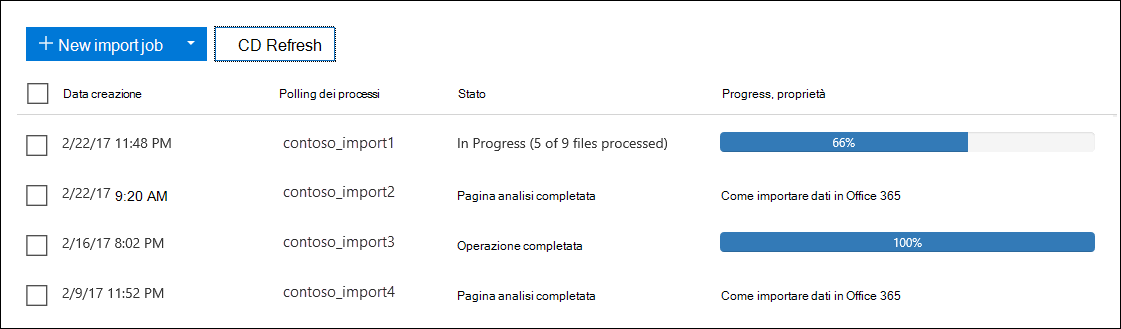 + New import job
CD Refresh
Data creazione Polling dei processi Stato Progress, proprietà
2/22/17 11:48 PM contoso_import1 In Progress (5 of 9 files processed) 66%
2/22/17 9:20 AM contoso_import2 Pagina analisi completata Come importare dati in Office 365
2/16/17 8:02 PM contoso_import3 Operazione completata 100%
2/9/17 11:52 PM contoso_import4 Pagina analisi completata Come importare dati in Office 365